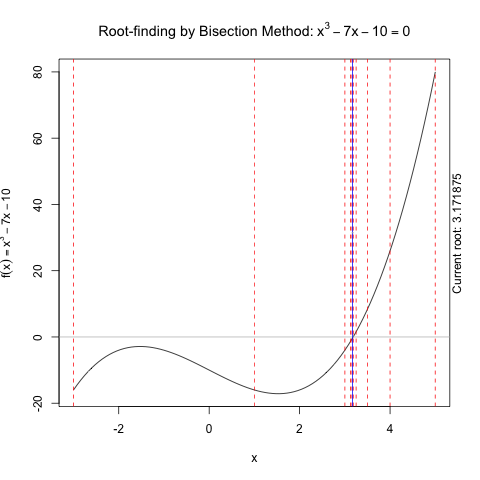 Root-finding by Bisection Method: x³ − 7x − 10 = 0
f(x) = x³ − 7x − 10
80
60
40
20
0
-20
-2
0
2
4
x
Current root: 3.171875